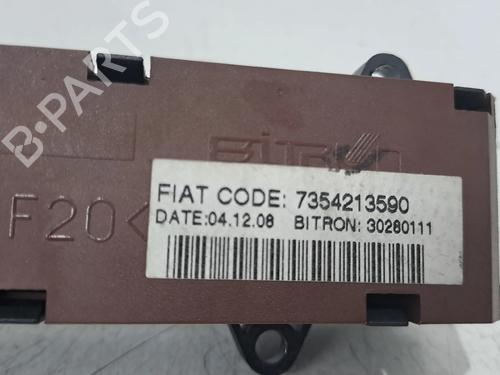 B-PARTS
BITRON
FIAT CODE: 7354213590
F20<
DATE:04.12.08 BITRON: 30280111